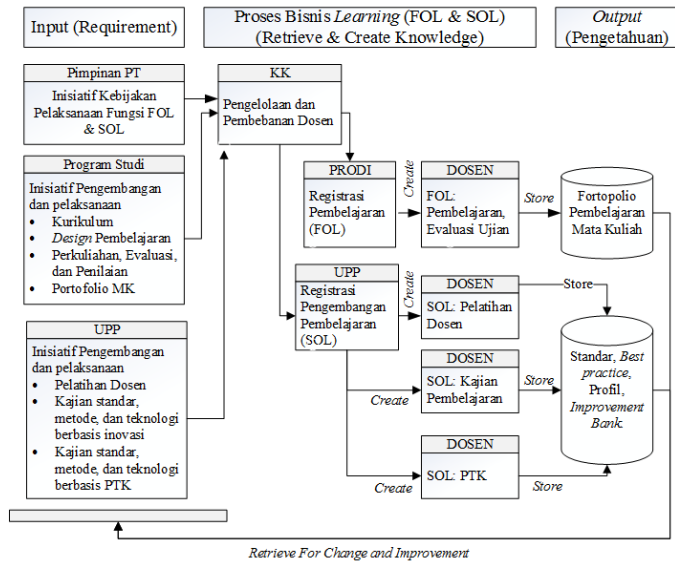 Input (Requirement)
Proses Bisnis Learning (FOL & SOL)
(Retrieve & Create Knowledge)
Output
(Pengetahuan)
Pimpinan PT
Inisiatif Kebijakan
Pelaksanaan Fungsi FOL
& SOL
Program Studi
Inisiatif Pengembangan
dan pelaksanaan
• Kurikulum
• Design Pembelajaran
• Perkuliahan, Evaluasi,
dan Penilaian
• Portofolio MK
UPP
Inisiatif Pengembangan
dan pelaksanaan
• Pelatihan Dosen
• Kajian standar,
metode, dan teknologi
berbasis inovasi
• Kajian standar,
metode, dan teknologi
berbasis PTK
KK
Pengelolaan dan
Pembebanan Dosen
PRODI
Registrasi
Pembelajaran
(FOL)
Create
DOSEN
FOL:
Pembelajaran,
Evaluasi Ujian
Store
Fortopolio
Pembelajaran
Mata Kuliah
UPP
Registrasi
Pengembangan
Pembelajaran
(SOL)
Create
DOSEN
SOL: Pelatihan
Dosen
Store
Create
DOSEN
SOL: Kajian
Pembelajaran
Store
Standar, Best
practice,
Profil,
Improvement
Bank
Create
DOSEN
SOL: PTK
Store
Retrieve For Change and Improvement